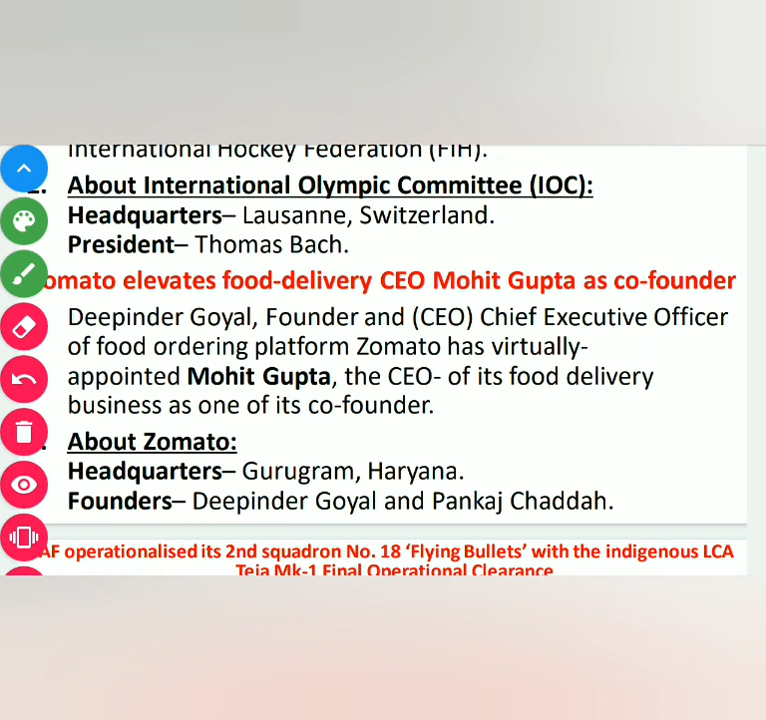 International Hockey Federation (FIH).
About International Olympic Committee (IOC):
Headquarters– Lausanne, Switzerland.
President– Thomas Bach.
omato elevates food-delivery CEO Mohit Gupta as co-founder
Deepinder Goyal, Founder and (CEO) Chief Executive Officer
of food ordering platform Zomato has virtually-
appointed Mohit Gupta, the CEO- of its food delivery
business as one of its co-founder.
About Zomato:
Headquarters– Gurugram, Haryana.
Founders– Deepinder Goyal and Pankaj Chaddah.
AF operationalised its 2nd squadron No. 18 ‘Flying Bullets’ with the indigenous LCA
Teja Mk-1 Final Operational Clearance